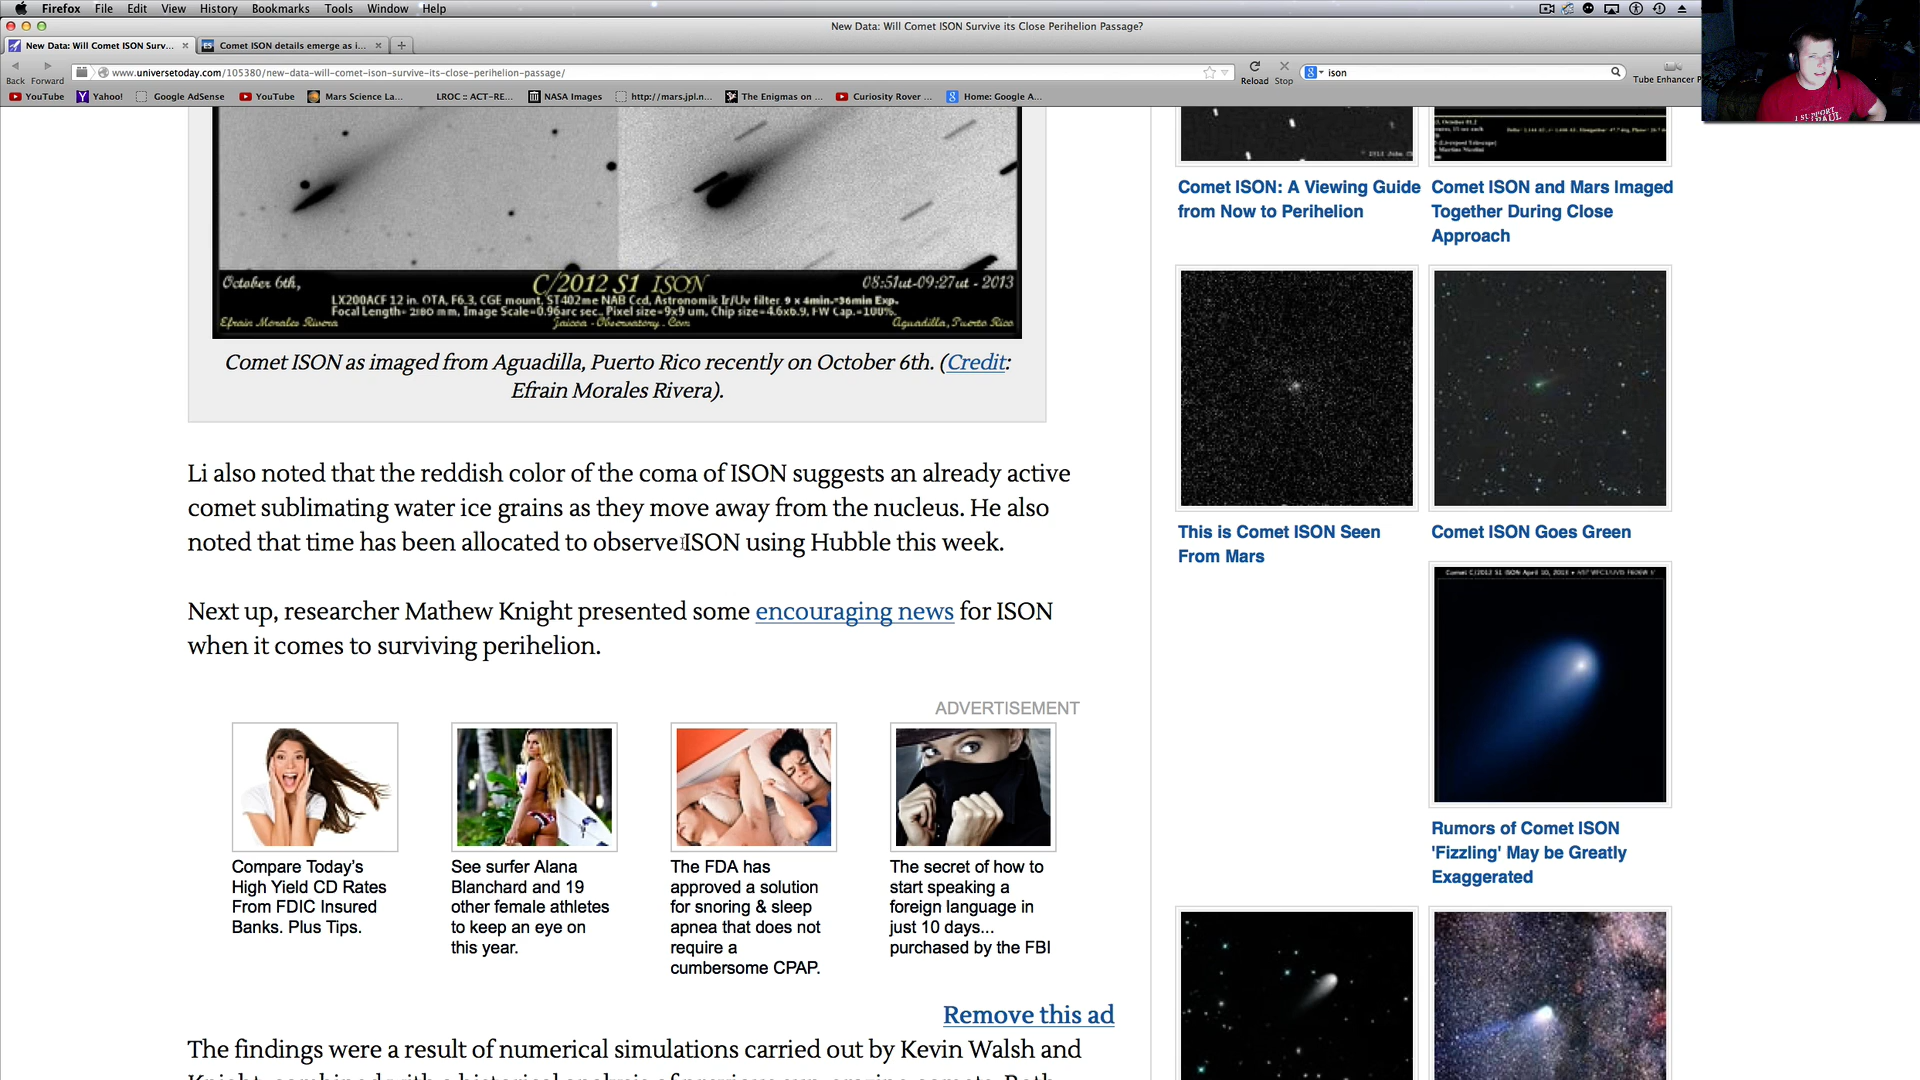 Firefox File Edit View History Bookmarks Tools Window Help
New Data: Will Comet ISON Survive its Close Perihelion Passage?
New Data: Will Comet ISON Surv... Comet ISON details emerge as i...
Back Forward www.universetoday.com/105380/new-data-will-comet-ison-survive-its-close-perihelion-passage/ Reload Stop ison Tube Enhancer P
YouTube Yahoo! Google AdSense YouTube Mars Science La... LROC :: ACT-RE... NASA Images http://mars.jpl.n... The Enigmas on ... Curiosity Rover ... Home: Google A...
I SUPPORT
October 6th, C/2012 S1 ISON 08:51ut-09:27ut - 2013
LX200ACF 12 in. OTA, F6.3, CGE mount, ST402me NAB Ccd, Astronomik Ir/Uv filter 9 x 4min.=36min Exp.
Focal Length= 2180 mm, Image Scale=0.96arc sec., Pixel size=9x9 um, Chip size=4.6x6.9, FW Cap.=100%.
Efrain Morales Rivera Jaicoa - Observatory . Com Aguadilla, Puerto Rico
Comet ISON as imaged from Aguadilla, Puerto Rico recently on October 6th. (Credit:
Efrain Morales Rivera).
Li also noted that the reddish color of the coma of ISON suggests an already active
comet sublimating water ice grains as they move away from the nucleus. He also
noted that time has been allocated to observe ISON using Hubble this week.
Next up, researcher Mathew Knight presented some encouraging news for ISON
when it comes to surviving perihelion.
ADVERTISEMENT
Compare Today's
High Yield CD Rates
From FDIC Insured
Banks. Plus Tips.
See surfer Alana
Blanchard and 19
other female athletes
to keep an eye on
this year.
The FDA has
approved a solution
for snoring & sleep
apnea that does not
require a
cumbersome CPAP.
The secret of how to
start speaking a
foreign language in
just 10 days...
purchased by the FBI
Remove this ad
The findings were a result of numerical simulations carried out by Kevin Walsh and
Comet ISON: A Viewing Guide
from Now to Perihelion
Comet ISON and Mars Imaged
Together During Close
Approach
This is Comet ISON Seen
From Mars
Comet ISON Goes Green
Rumors of Comet ISON
'Fizzling' May be Greatly
Exaggerated